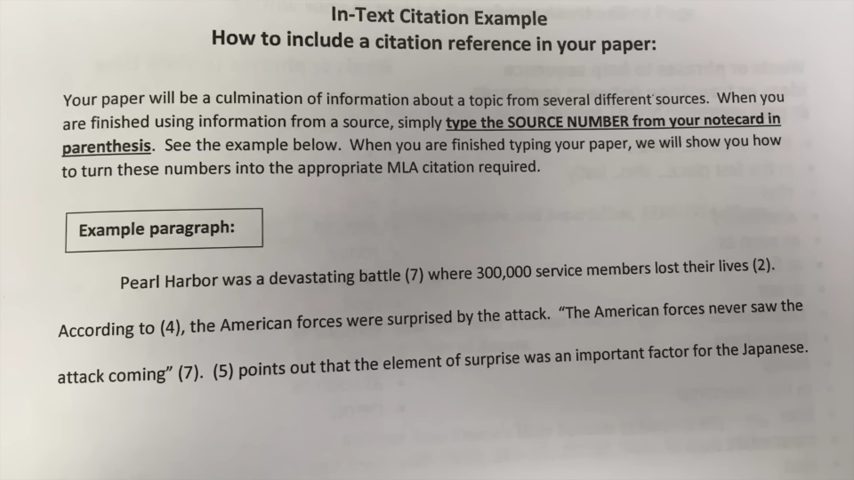 In-Text Citation Example
How to include a citation reference in your paper:
Your paper will be a culmination of information about a topic from several different sources. When you
are finished using information from a source, simply type the SOURCE NUMBER from your notecard in
parenthesis. See the example below. When you are finished typing your paper, we will show you how
to turn these numbers into the appropriate MLA citation required.
Example paragraph:
Pearl Harbor was a devastating battle (7) where 300,000 service members lost their lives (2).
According to (4), the American forces were surprised by the attack. “The American forces never saw the
attack coming” (7). (5) points out that the element of surprise was an important factor for the Japanese.